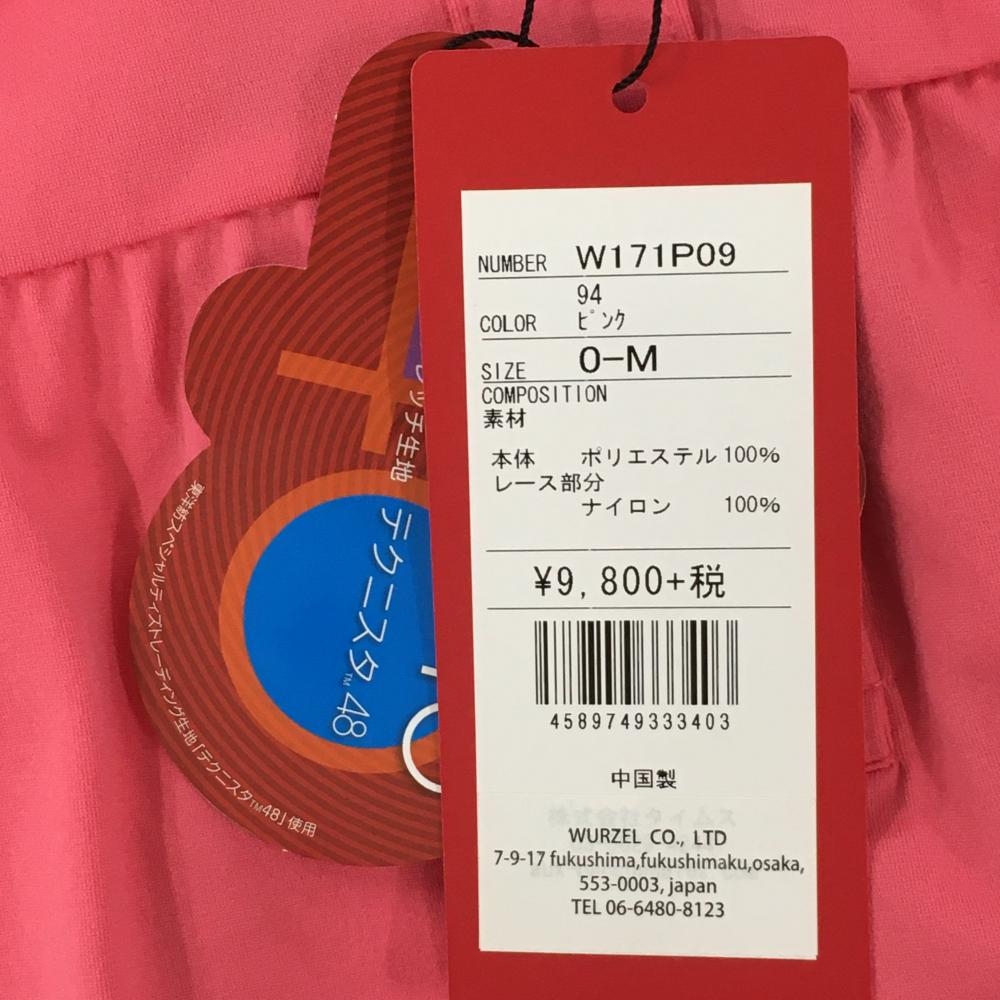 NUMBER W171P09
94
COLOR ピンク
SIZE 0-M
COMPOSITION
素材
本体 ポリエステル 100%
レース部分
ナイロン 100%
¥9,800+税
4589749333403
中国製
WURZEL CO., LTD
7-9-17 fukushima,fukushimaku,osaka,
553-0003, japan
TEL 06-6480-8123
ッチ生地
テクニスタ™48
東洋紡スペシャルティストレーディング生地「テクニスタ™48」使用